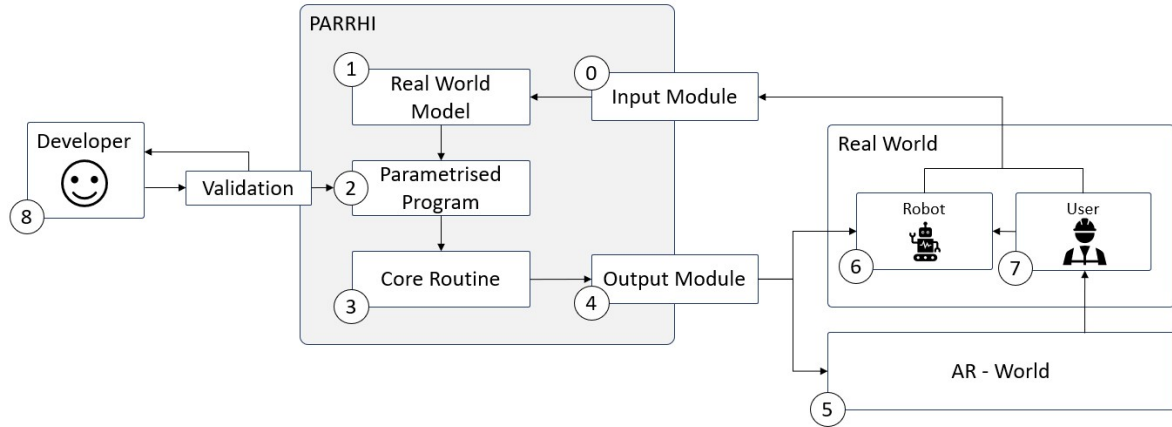 PARRHI
1
Real World
Model
0
Input Module
Developer
8
Validation
2
Parametrised
Program
3
Core Routine
4
Output Module
Real World
Robot
6
User
7
AR - World
5